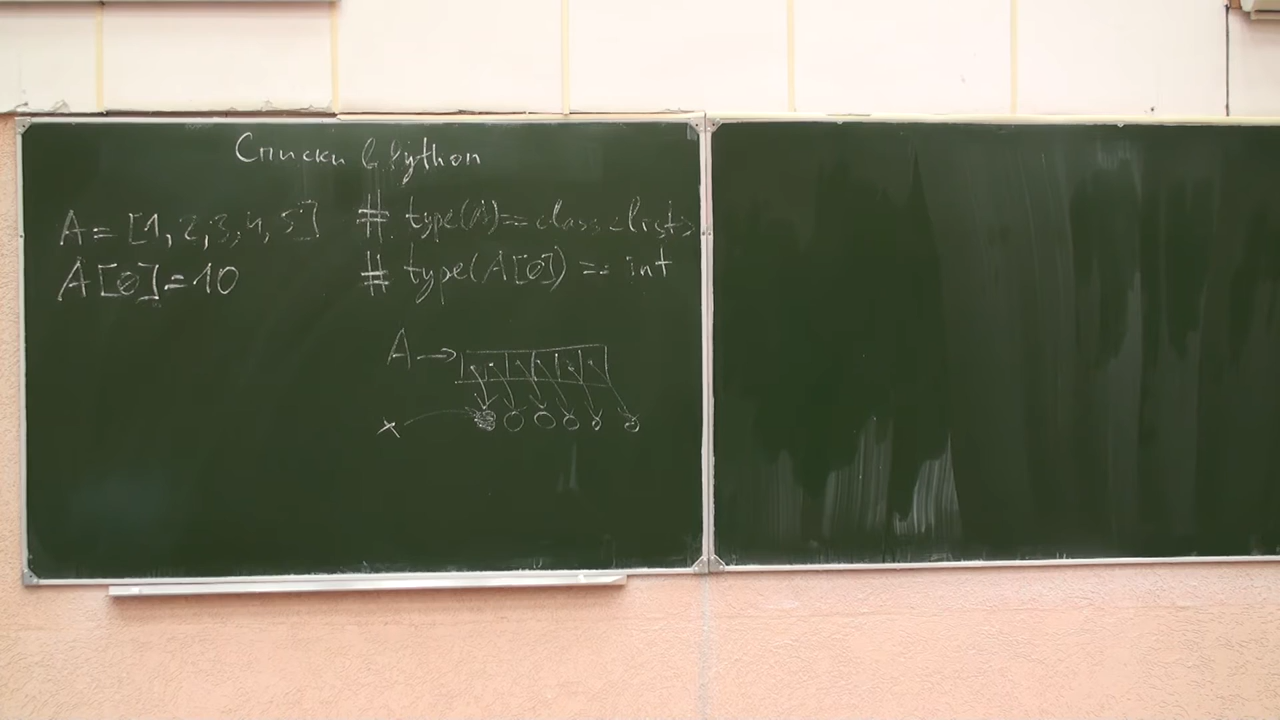 Списки в Python
A = [1, 2, 3, 4, 5] # type(A) = class <list>
A[0] = 10 # type(A[0]) == int
A →
x